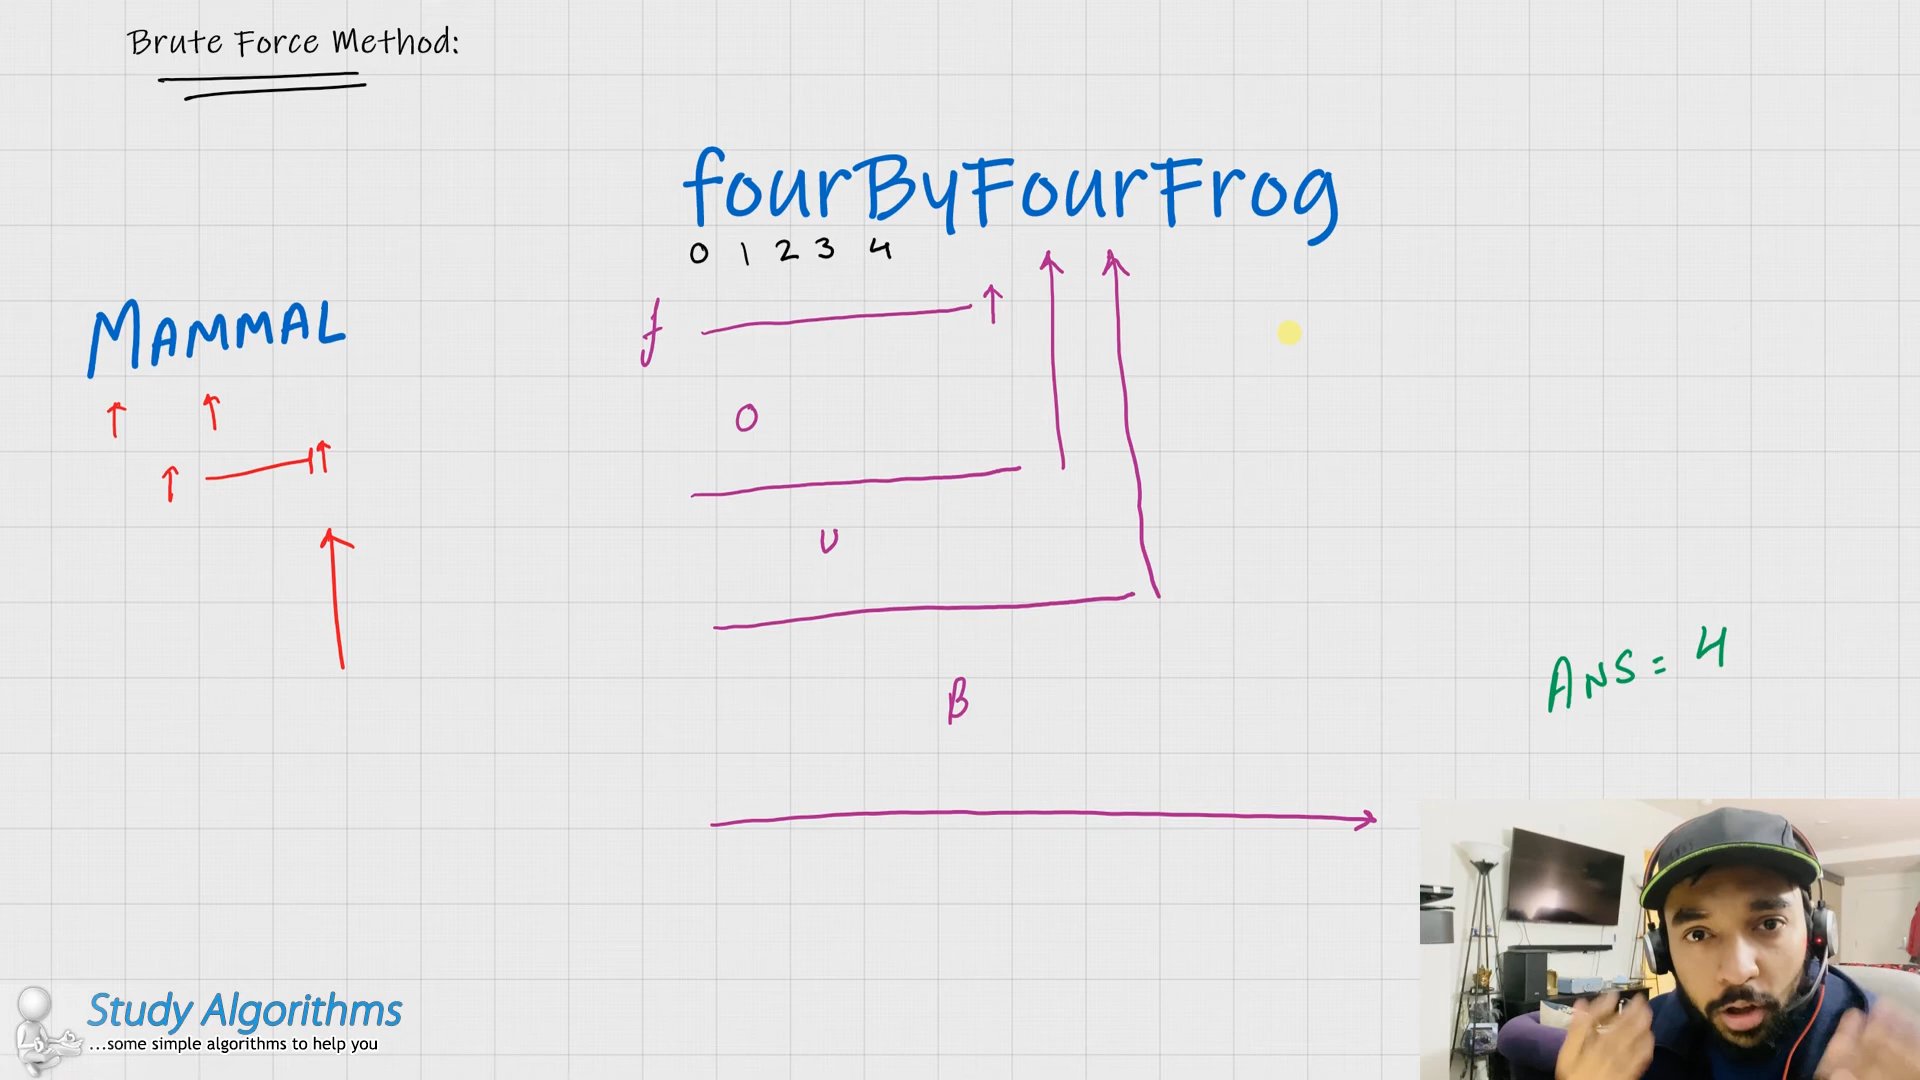 Brute Force Method:
fourByFourFrog
0 1 2 3 4
MAMMAL
f
O
U
B
ANS = 4
Study Algorithms
...some simple algorithms to help you